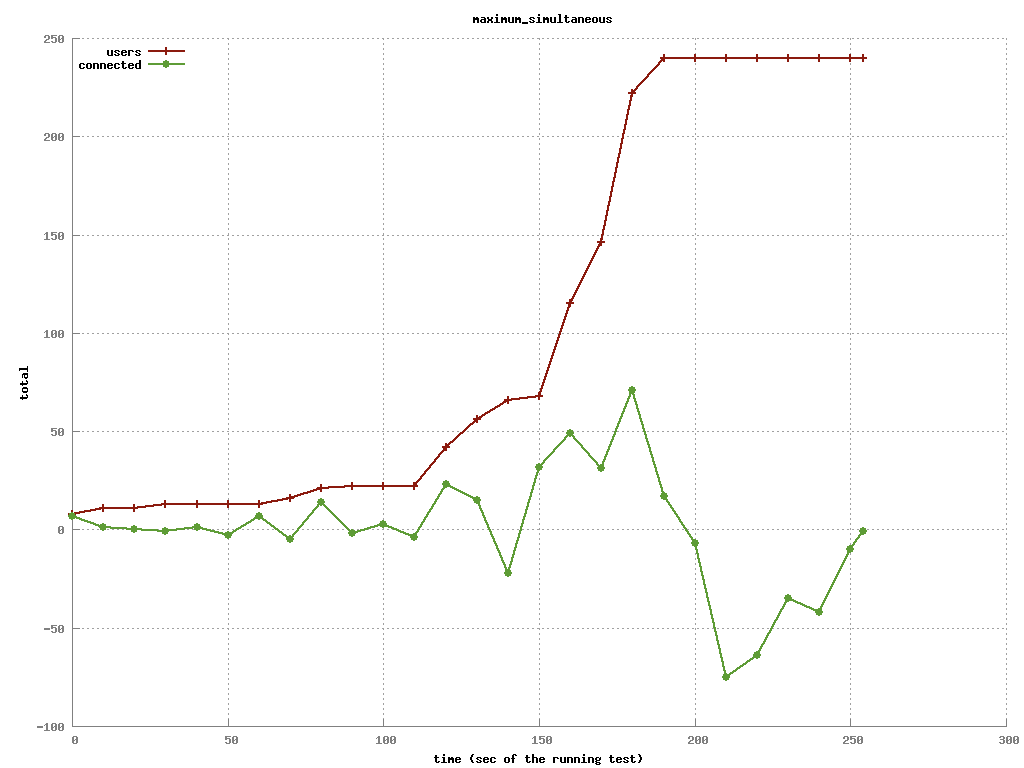 maximum_simultaneous
users
connected
250
200
150
100
50
0
-50
-100
total
0 50 100 150 200 250 300
time (sec of the running test)